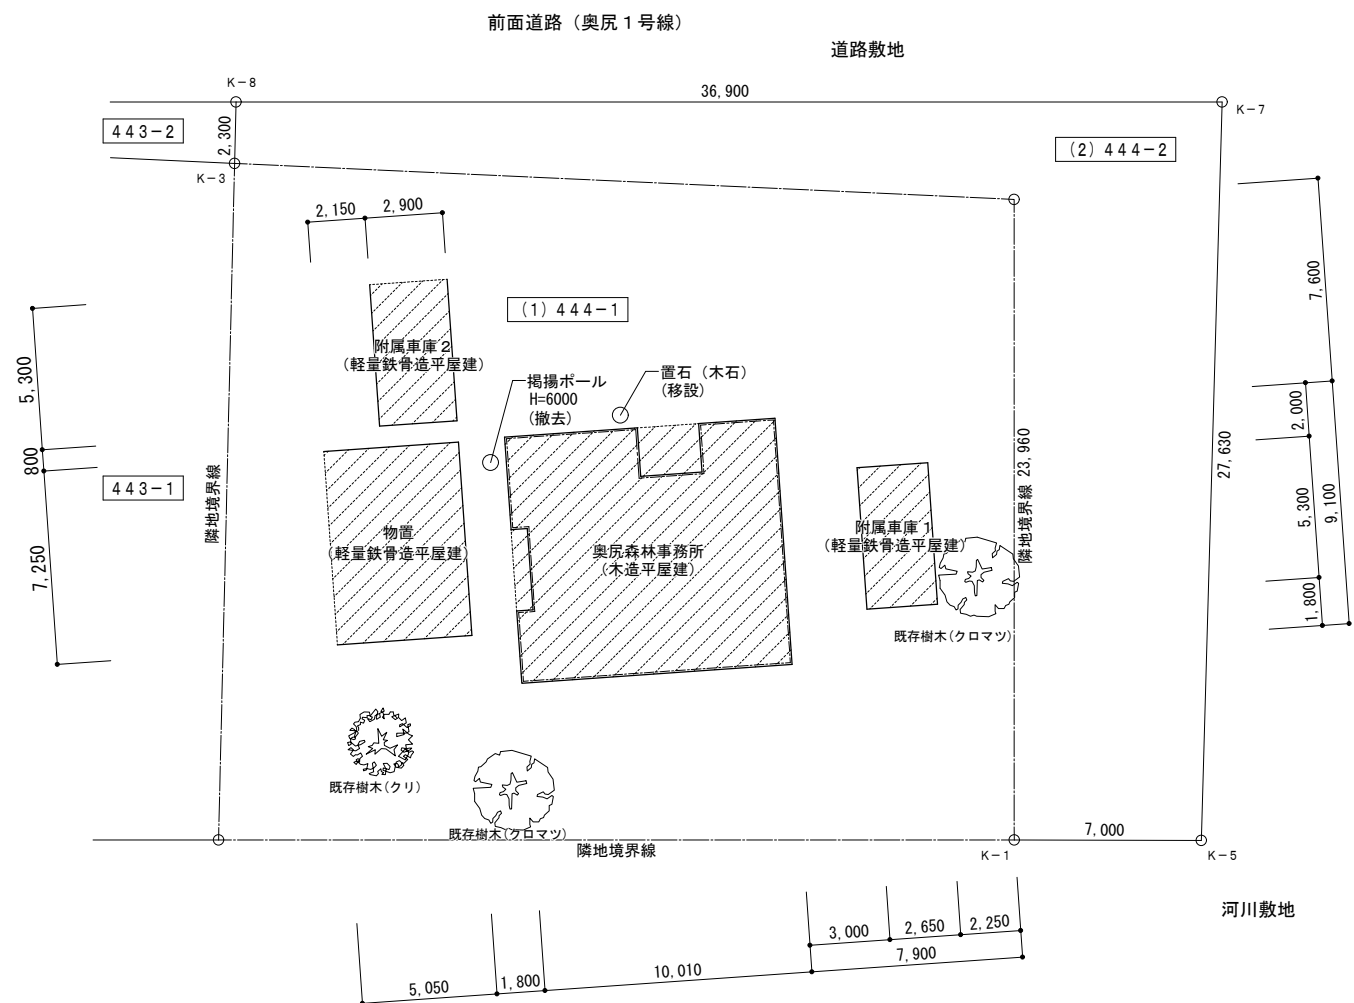 前面道路（奥尻１号線）
道路敷地
K-8
36,900
K-7
443-2
2,300
(2) 444-2
K-3
2,150
2,900
7,600
(1) 444-1
附属車庫２
(軽量鉄骨造平屋建)
掲揚ポール
H=6000
(撤去)
置石（木石）
(移設)
5,300
800
7,250
443-1
隣地境界線
物置
(軽量鉄骨造平屋建)
奥尻森林事務所
(木造平屋建)
附属車庫１
(軽量鉄骨造平屋建)
隣地境界線 23,960
27,630
2,000
5,300
9,100
1,800
既存樹木(クロマツ)
既存樹木(クリ)
既存樹木(クロマツ)
隣地境界線
K-1
7,000
K-5
河川敷地
3,000
2,650
2,250
7,900
5,050
1,800
10,010